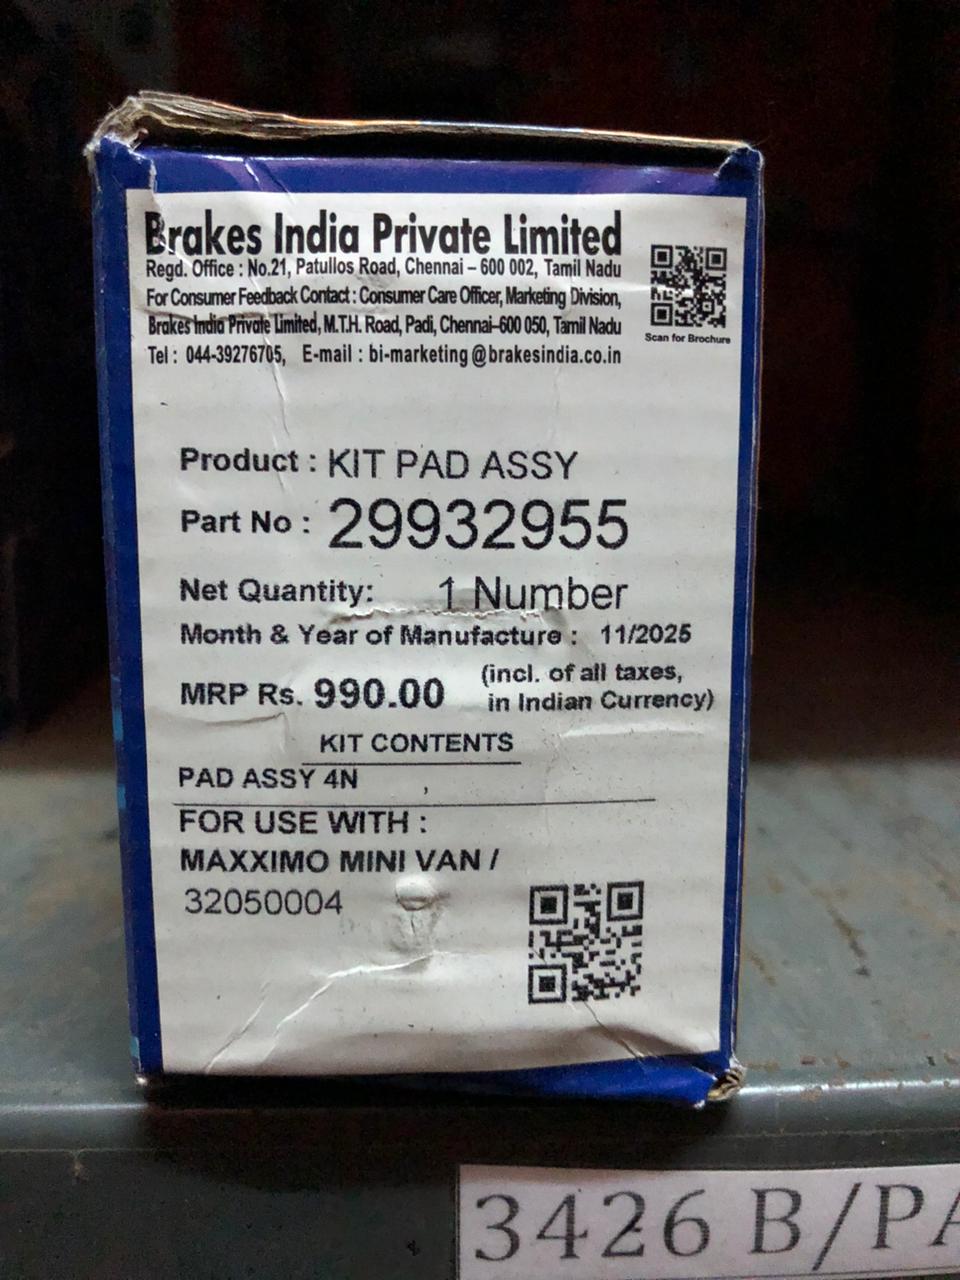 Brakes India Private Limited
Regd. Office : No.21, Patullos Road, Chennai – 600 002, Tamil Nadu
For Consumer Feedback Contact : Consumer Care Officer, Marketing Division,
Brakes India Private Limited, M.T.H. Road, Padi, Chennai–600 050, Tamil Nadu
Tel : 044-39276705, E-mail : bi-marketing@brakesindia.co.in
Scan for Brochure
Product : KIT PAD ASSY
Part No : 29932955
Net Quantity: 1 Number
Month & Year of Manufacture : 11/2025
MRP Rs. 990.00 (incl. of all taxes,
in Indian Currency)
KIT CONTENTS
PAD ASSY 4N ,
FOR USE WITH :
MAXXIMO MINI VAN /
32050004
3426 B/PA